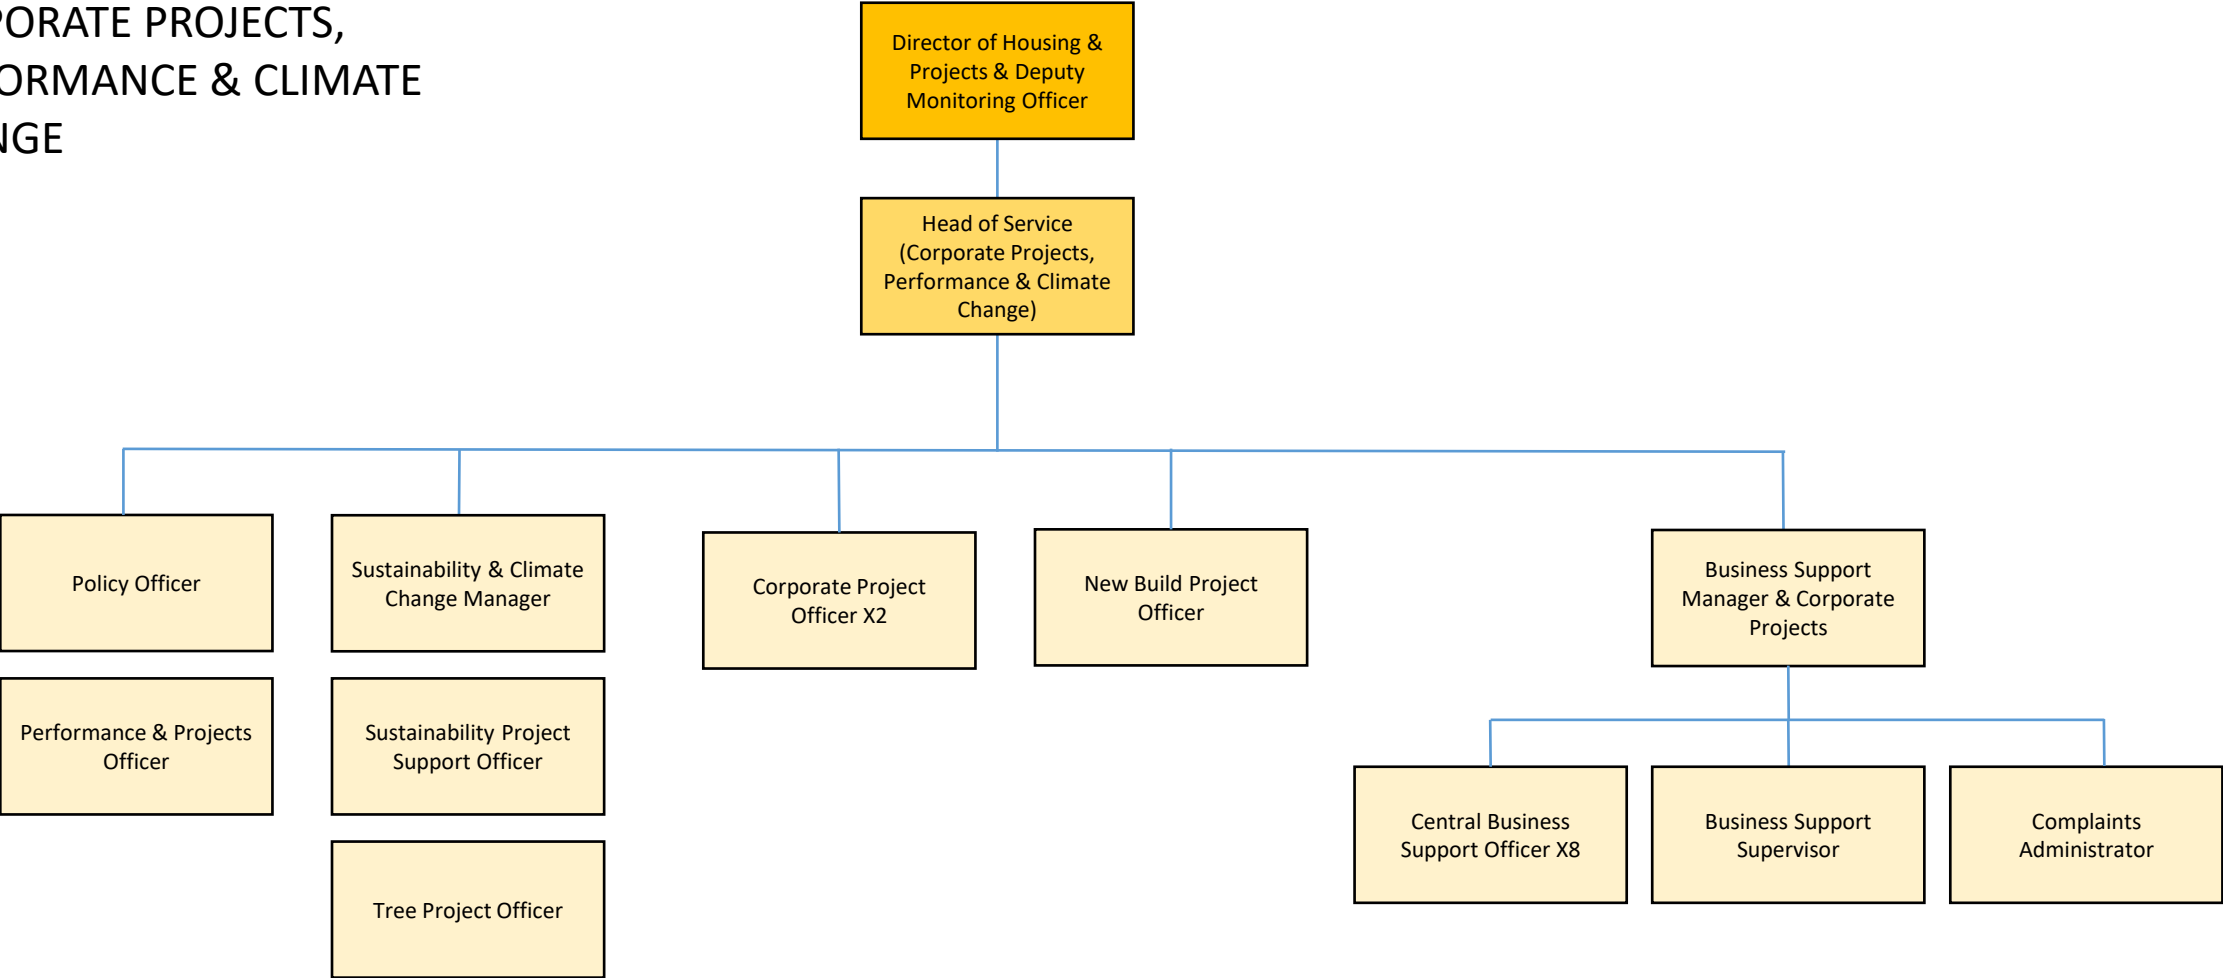 PORATE PROJECTS,
ORMANCE & CLIMATE
NGE
Director of Housing &
Projects & Deputy
Monitoring Officer
Head of Service
(Corporate Projects,
Performance & Climate
Change)
Policy Officer
Sustainability & Climate
Change Manager
Corporate Project
Officer X2
New Build Project
Officer
Business Support
Manager & Corporate
Projects
Performance & Projects
Officer
Sustainability Project
Support Officer
Central Business
Support Officer X8
Business Support
Supervisor
Complaints
Administrator
Tree Project Officer